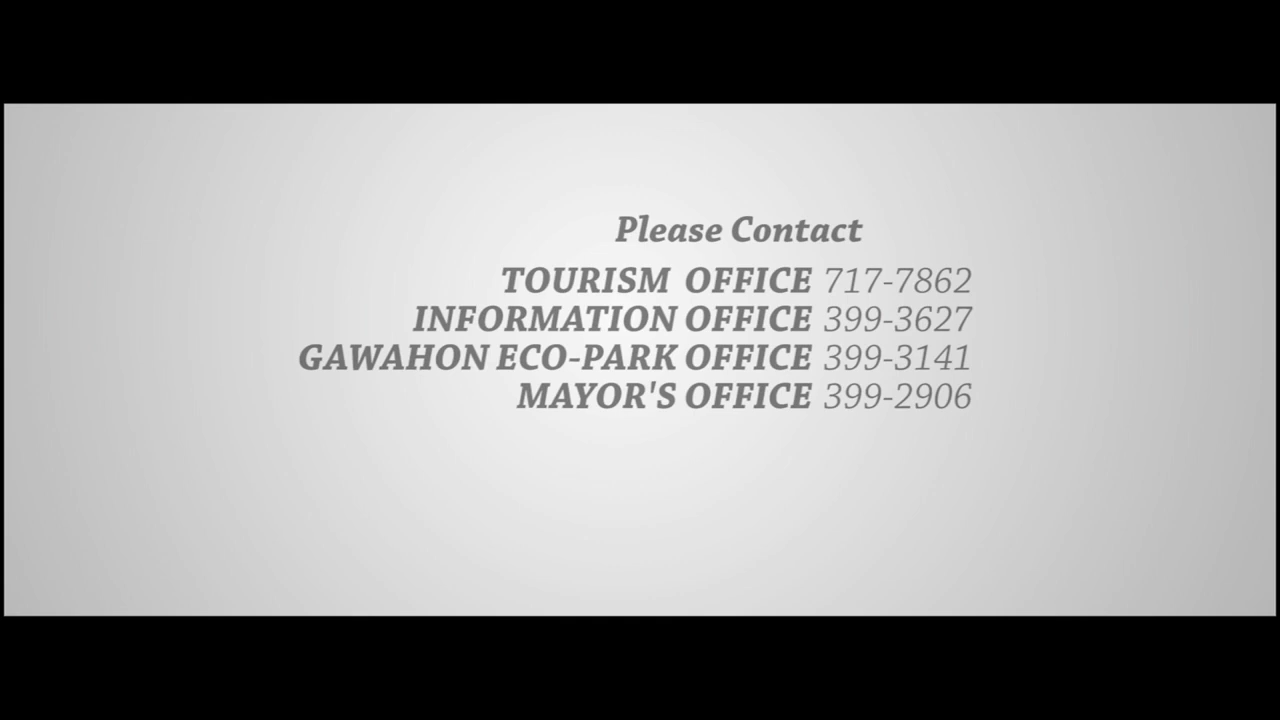 Please Contact
TOURISM OFFICE 717-7862
INFORMATION OFFICE 399-3627
GAWAHON ECO-PARK OFFICE 399-3141
MAYOR'S OFFICE 399-2906